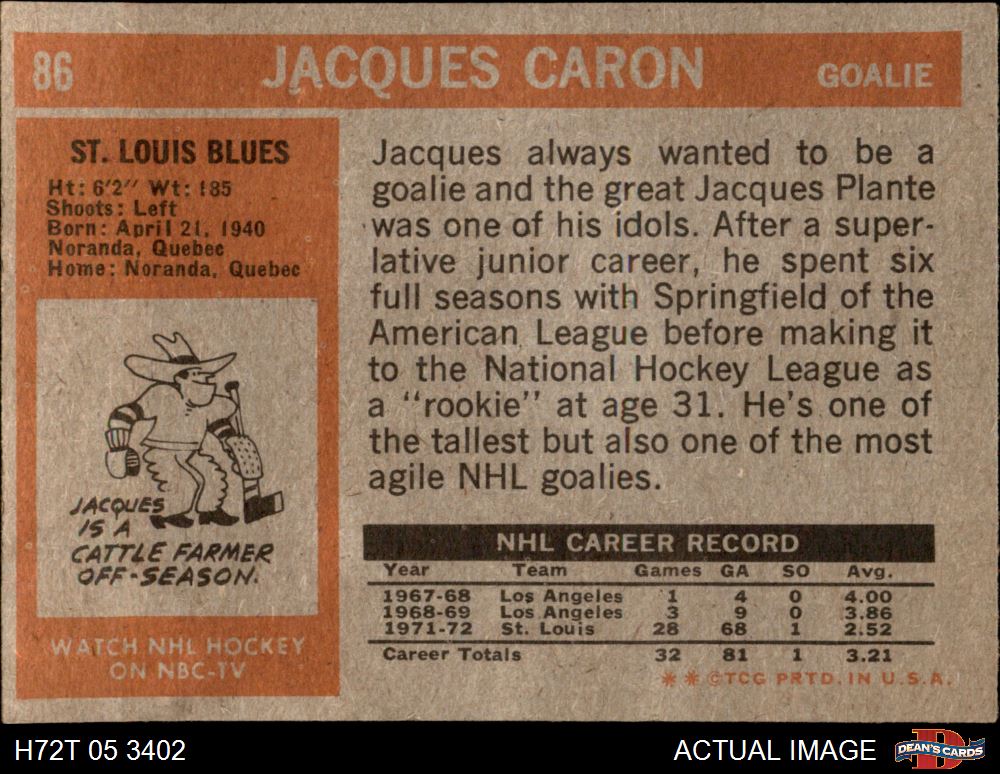 86
JACQUES CARON
GOALIE
ST. LOUIS BLUES
Ht: 6'2" Wt: 185
Shoots: Left
Born: April 21, 1940
Noranda, Quebec
Home: Noranda, Quebec
JACQUES
IS A
CATTLE FARMER
OFF-SEASON.
WATCH NHL HOCKEY
ON NBC-TV
Jacques always wanted to be a
goalie and the great Jacques Plante
was one of his idols. After a super-
lative junior career, he spent six
full seasons with Springfield of the
American League before making it
to the National Hockey League as
a "rookie" at age 31. He's one of
the tallest but also one of the most
agile NHL goalies.
NHL CAREER RECORD
Year Team Games GA SO Avg.
1967-68 Los Angeles 1 4 0 4.00
1968-69 Los Angeles 3 9 0 3.86
1971-72 St. Louis 28 68 1 2.52
Career Totals 32 81 1 3.21
* * ©TCG PRTD. IN U.S.A.
H72T 05 3402
ACTUAL IMAGE
D
DEAN'S CARDS